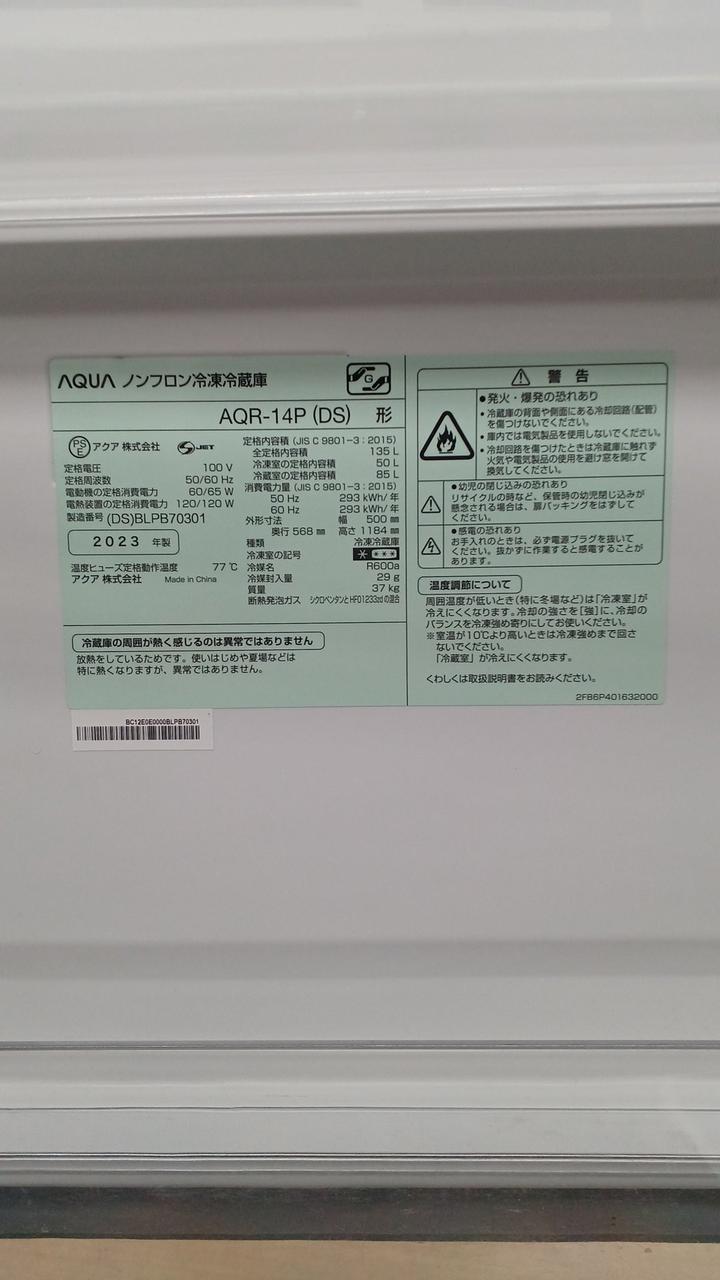 AQUA ノンフロン冷凍冷蔵庫
G
AQR-14P (DS) 形
PSE アクア 株式会社 JET
定格電圧 100 V
定格周波数 50/60 Hz
電動機の定格消費電力 60/65 W
電熱装置の定格消費電力 120/120 W
製造番号 (DS)BLPB70301
2023 年製
温度ヒューズ定格動作温度 77 ℃
アクア 株式会社 Made in China
定格内容積 (JIS C 9801-3 : 2015)
全定格内容積 135 L
冷凍室の定格内容積 50 L
冷蔵室の定格内容積 85 L
消費電力量 (JIS C 9801-3 : 2015)
50 Hz 293 kWh/年
60 Hz 293 kWh/年
外形寸法 幅 500 ㎜
奥行 568 ㎜ 高さ 1184 ㎜
種類 冷凍冷蔵庫
冷凍室の記号 * ***
冷媒名 R600a
冷媒封入量 29 g
質量 37 kg
断熱発泡ガス シクロペンタンとHFO1233zdの混合
冷蔵庫の周囲が熱く感じるのは異常ではありません
放熱をしているためです。使いはじめや夏場などは
特に熱くなりますが、異常ではありません。
警告
●発火・爆発の恐れあり
・冷蔵庫の背面や側面にある冷却回路(配管)
を傷つけないでください。
・庫内では電気製品を使用しないでください。
・冷却回路を傷つけたときは冷蔵庫に触れず
火気や電気製品の使用を避け窓を開けて
換気してください。
●幼児の閉じ込みの恐れあり
リサイクルの時など、保管時の幼児閉じ込みが
懸念される場合は、扉パッキングをはずして
ください。
●感電の恐れあり
お手入れのときは、必ず電源プラグを抜いて
ください。抜かずに作業すると感電することが
あります。
温度調節について
周囲温度が低いとき(特に冬場など)は「冷凍室」が
冷えにくくなります。冷却の強さを[強]に、冷却の
バランスを冷凍強め寄りにしてお使いください。
※室温が10℃より高いときは冷凍強めまで回さ
ないでください。
「冷蔵室」が冷えにくくなります。
くわしくは取扱説明書をお読みください。
2FB6P401632000
BC12E0E0000BLPB70301